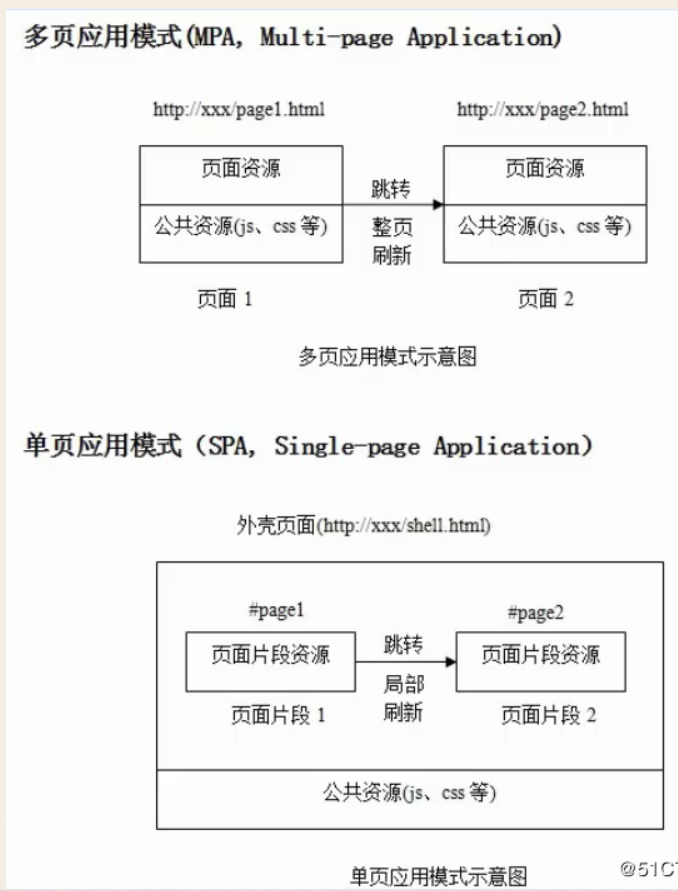 多页应用模式(MPA, Multi-page Application)
http://xxx/page1.html
http://xxx/page2.html
页面资源
公共资源(js、css 等)
页面 1
跳转
整页
刷新
页面资源
公共资源(js、css 等)
页面 2
多页应用模式示意图
单页应用模式（SPA, Single-page Application）
外壳页面(http://xxx/shell.html)
#page1
页面片段资源
页面片段 1
跳转
局部
刷新
#page2
页面片段资源
页面片段 2
公共资源(js、css 等)
单页应用模式示意图